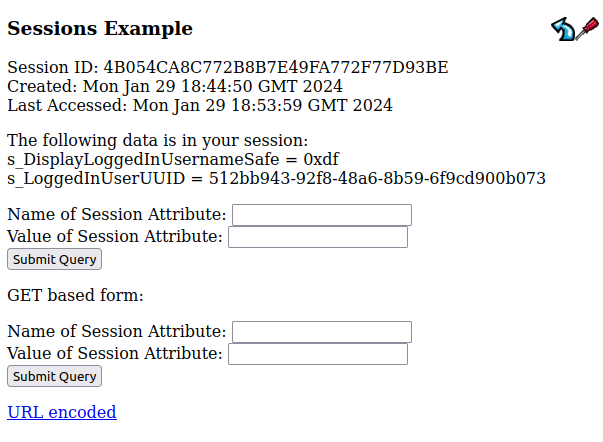 Sessions Example
Session ID: 4B054CA8C772B8B7E49FA772F77D93BE
Created: Mon Jan 29 18:44:50 GMT 2024
Last Accessed: Mon Jan 29 18:53:59 GMT 2024
The following data is in your session:
s_DisplayLoggedInUsernameSafe = 0xdf
s_LoggedInUserUUID = 512bb943-92f8-48a6-8b59-6f9cd900b073
Name of Session Attribute:
Value of Session Attribute:
Submit Query
GET based form:
Name of Session Attribute:
Value of Session Attribute:
Submit Query
URL encoded